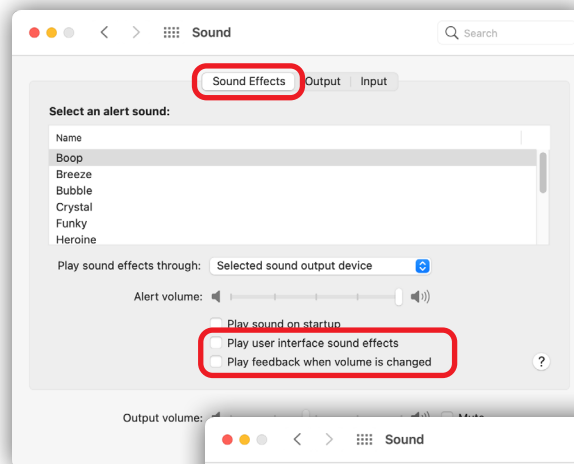 Sound
Search
Sound Effects Output Input
Select an alert sound:
Name
Boop
Breeze
Bubble
Crystal
Funky
Heroine
Play sound effects through: Selected sound output device
Alert volume:
Play sound on startup
Play user interface sound effects
Play feedback when volume is changed
?
Output volume: Mute
Sound